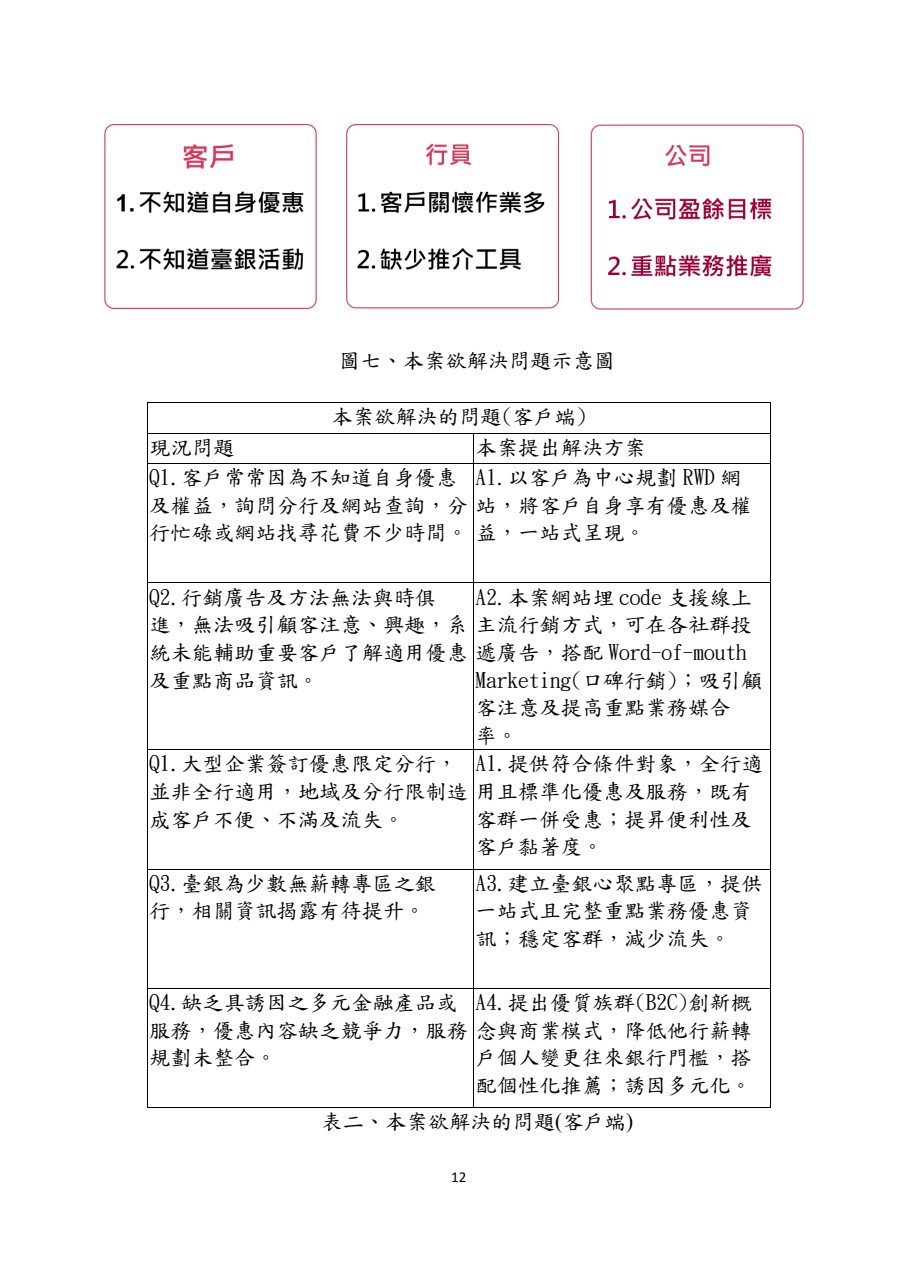 客戶
1.不知道自身優惠
2.不知道臺銀活動
行員
1.客戶關懷作業多
2.缺少推介工具
公司
1.公司盈餘目標
2.重點業務推廣
圖七、本案欲解決問題示意圖
本案欲解決的問題(客戶端)
現況問題
本案提出解決方案
Q1.客戶常常因為不知道自身優惠
及權益，詢問分行及網站查詢，分
行忙碌或網站找尋花費不少時間。
A1.以客戶為中心規劃 RWD 網
站，將客戶自身享有優惠及權
益，一站式呈現。
Q2.行銷廣告及方法無法與時俱
進，無法吸引顧客注意、興趣，系
統未能輔助重要客戶了解適用優惠
及重點商品資訊。
A2.本案網站埋 code 支援線上
主流行銷方式，可在各社群投
遞廣告，搭配 Word-of-mouth
Marketing(口碑行銷)；吸引顧
客注意及提高重點業務媒合
率。
Q1.大型企業簽訂優惠限定分行，
並非全行適用，地域及分行限制造
成客戶不便、不滿及流失。
A1.提供符合條件對象，全行適
用且標準化優惠及服務，既有
客群一併受惠；提昇便利性及
客戶黏著度。
Q3.臺銀為少數無薪轉專區之銀
行，相關資訊揭露有待提升。
A3.建立臺銀心聚點專區，提供
一站式且完整重點業務優惠資
訊；穩定客群，減少流失。
Q4.缺乏具誘因之多元金融產品或
服務，優惠內容缺乏競爭力，服務
規劃未整合。
A4.提出優質族群(B2C)創新概
念與商業模式，降低他行薪轉
戶個人變更往來銀行門檻，搭
配個性化推薦；誘因多元化。
表二、本案欲解決的問題(客戶端)
12